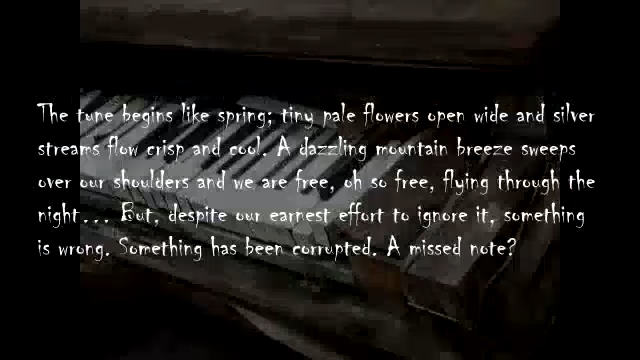 The tune begins like spring; tiny pale flowers open wide and silver
streams flow crisp and cool. A dazzling mountain breeze sweeps
over our shoulders and we are free, oh so free, flying through the
night... But, despite our earnest effort to ignore it, something
is wrong. Something has been corrupted. A missed note?